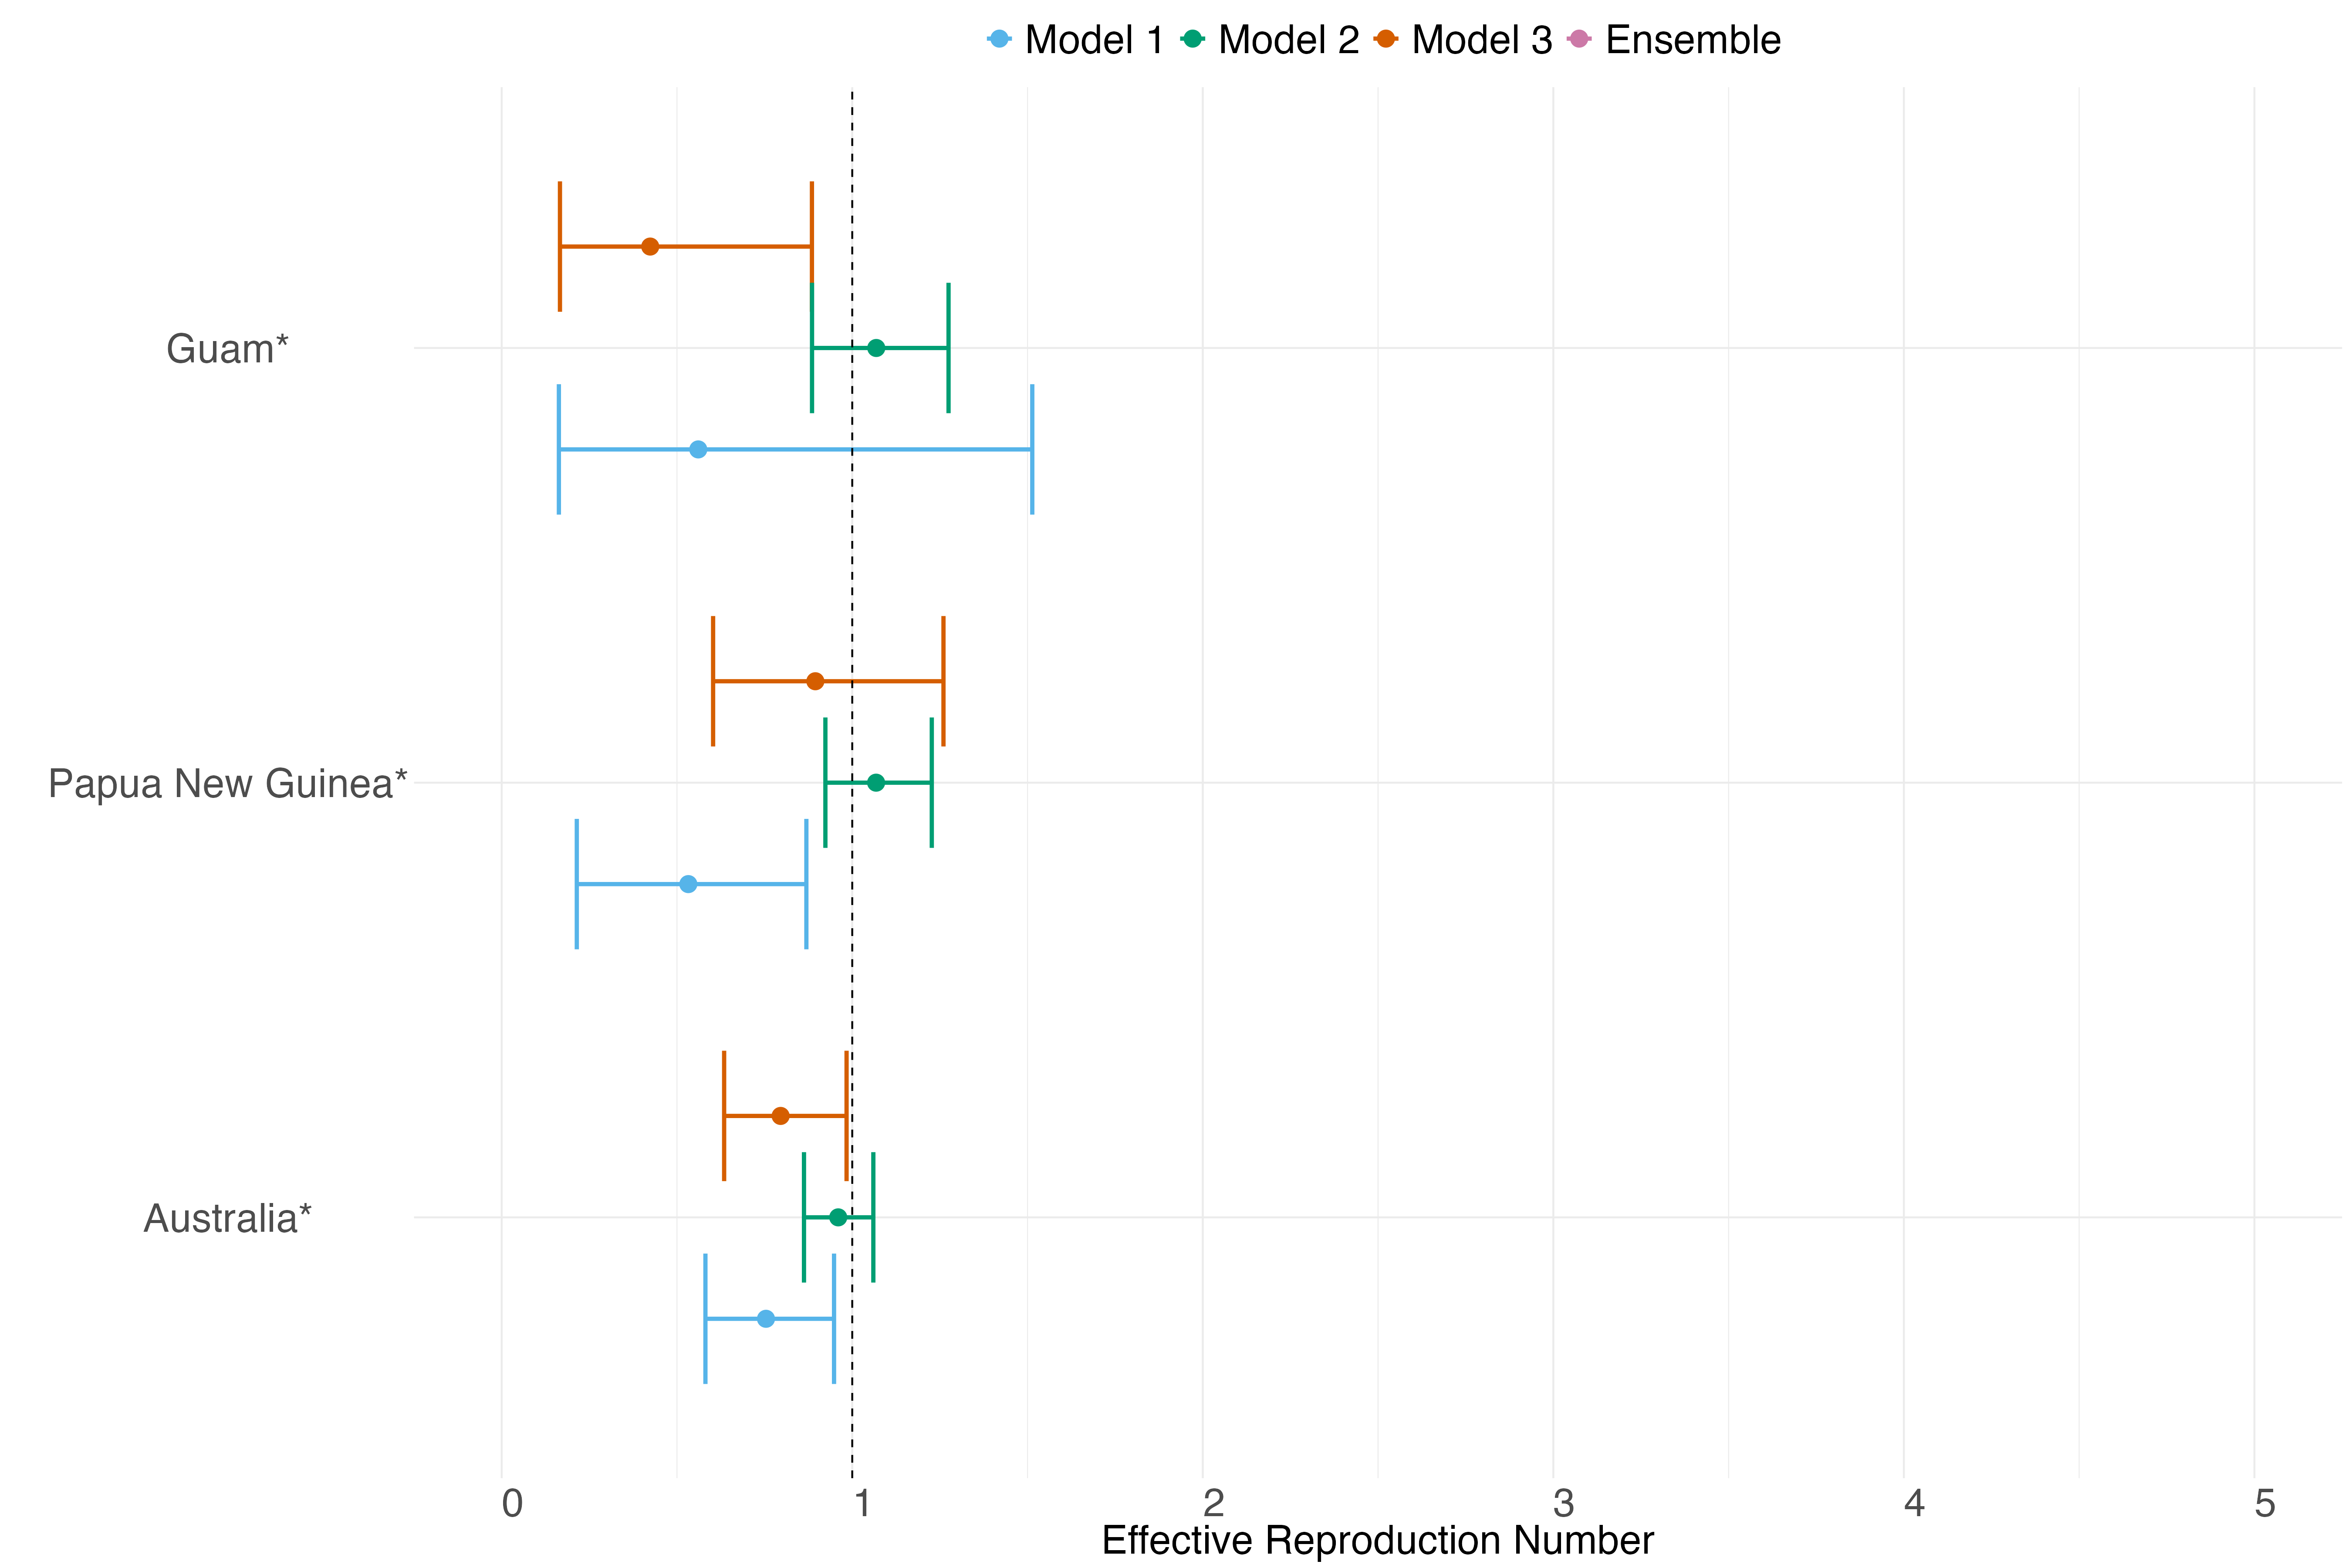 Model 1 Model 2 Model 3 Ensemble
Guam*
Papua New Guinea*
Australia*
0 1 2 3 4 5
Effective Reproduction Number